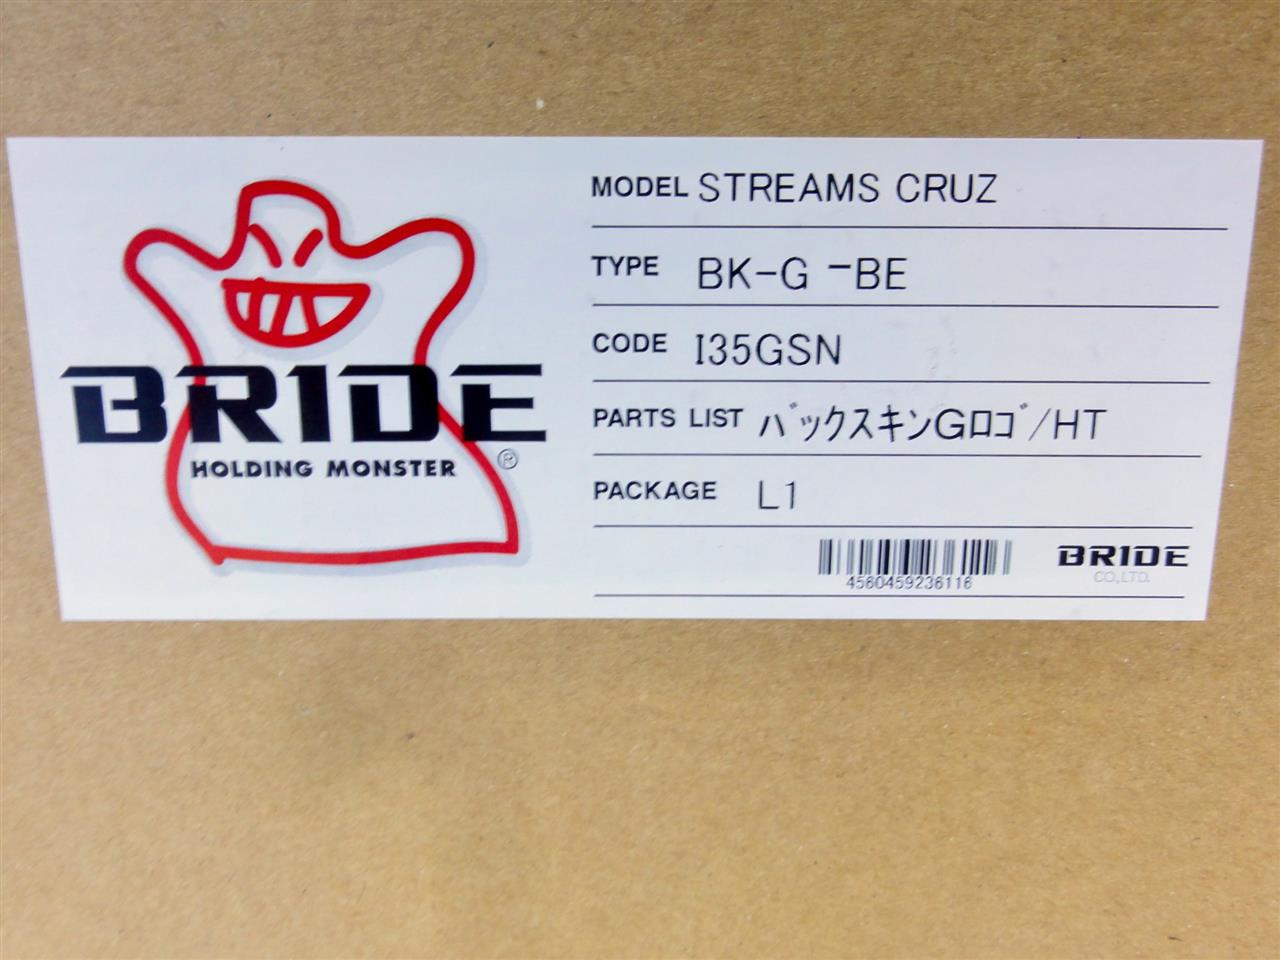 BRIDE
HOLDING MONSTER
®
MODEL STREAMS CRUZ
TYPE BK-G -BE
CODE I35GSN
PARTS LIST ﾊﾞックスキンGﾛｺﾞ/HT
PACKAGE L1
4560459236116
BRIDE
CO.,LTD.